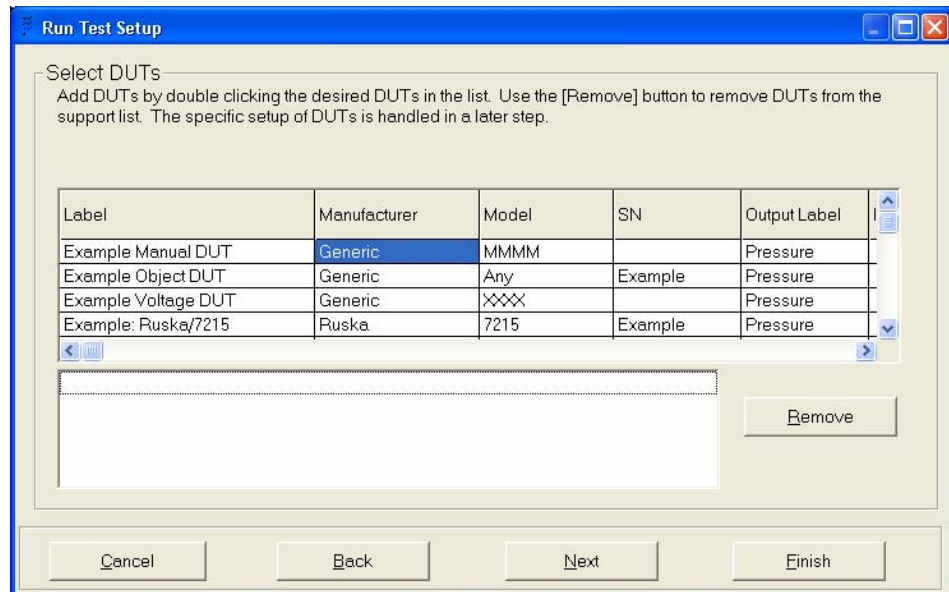 Run Test Setup
Select DUTs
Add DUTs by double clicking the desired DUTs in the list. Use the [Remove] button to remove DUTs from the
support list. The specific setup of DUTs is handled in a later step.
Label Manufacturer Model SN Output Label
Example Manual DUT Generic MMMM Pressure
Example Object DUT Generic Any Example Pressure
Example Voltage DUT Generic XXXX Pressure
Example: Ruska/7215 Ruska 7215 Example Pressure
Remove
Cancel Back Next Finish